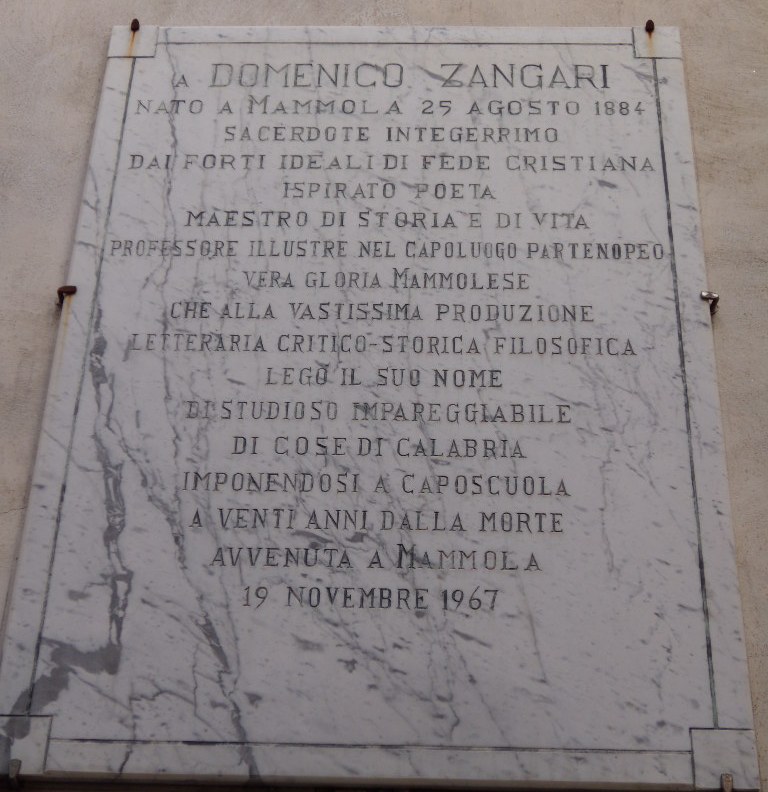 A DOMENICO ZANGARI
NATO A MAMMOLA 25 AGOSTO 1884
SACERDOTE INTEGERRIMO
DAI FORTI IDEALI DI FEDE CRISTIANA
ISPIRATO POETA
MAESTRO DI STORIA E DI VITA
PROFESSORE ILLUSTRE NEL CAPOLUOGO PARTENOPEO
VERA GLORIA MAMMOLESE
CHE ALLA VASTISSIMA PRODUZIONE
LETTERARIA CRITICO-STORICA FILOSOFICA
LEGÒ IL SUO NOME
DI STUDIOSO IMPAREGGIABILE
DI COSE DI CALABRIA
IMPONENDOSI A CAPOSCUOLA
A VENTI ANNI DALLA MORTE
AVVENUTA A MAMMOLA
19 NOVEMBRE 1967